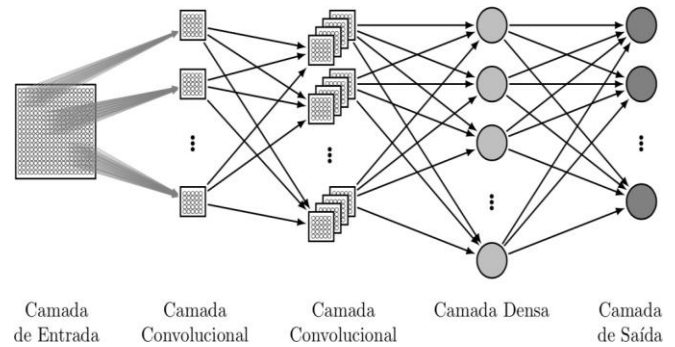 Camada
de Entrada
Camada
Convolucional
Camada
Convolucional
Camada Densa
Camada
de Saída